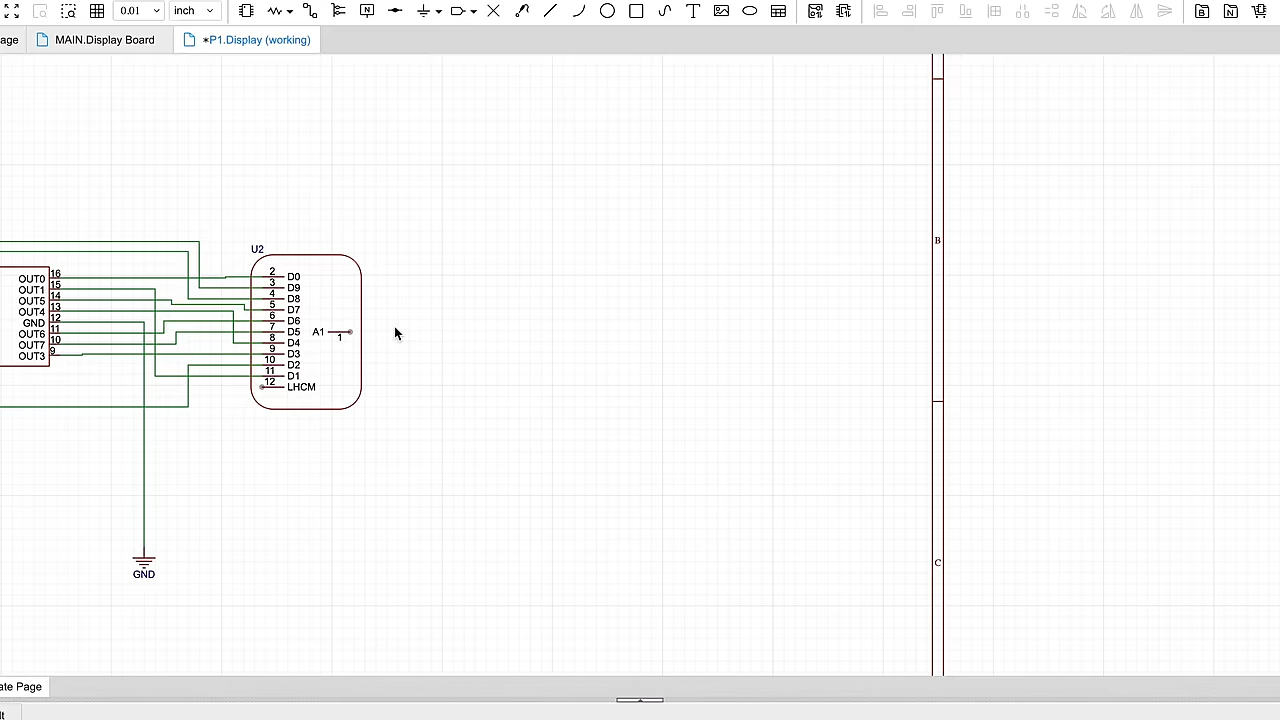 0.01 inch
age MAIN.Display Board *P1.Display (working)
B
U2
OUT0 16
OUT1 15
OUT5 14
OUT4 13
GND 12
OUT6 11
OUT7 10
OUT3 9
2 D0
3 D9
4 D8
5 D7
6 D6
7 D5
8 D4
9 D3
10 D2
11 D1
12 LHCM
A1 1
C
GND
ate Page
lt